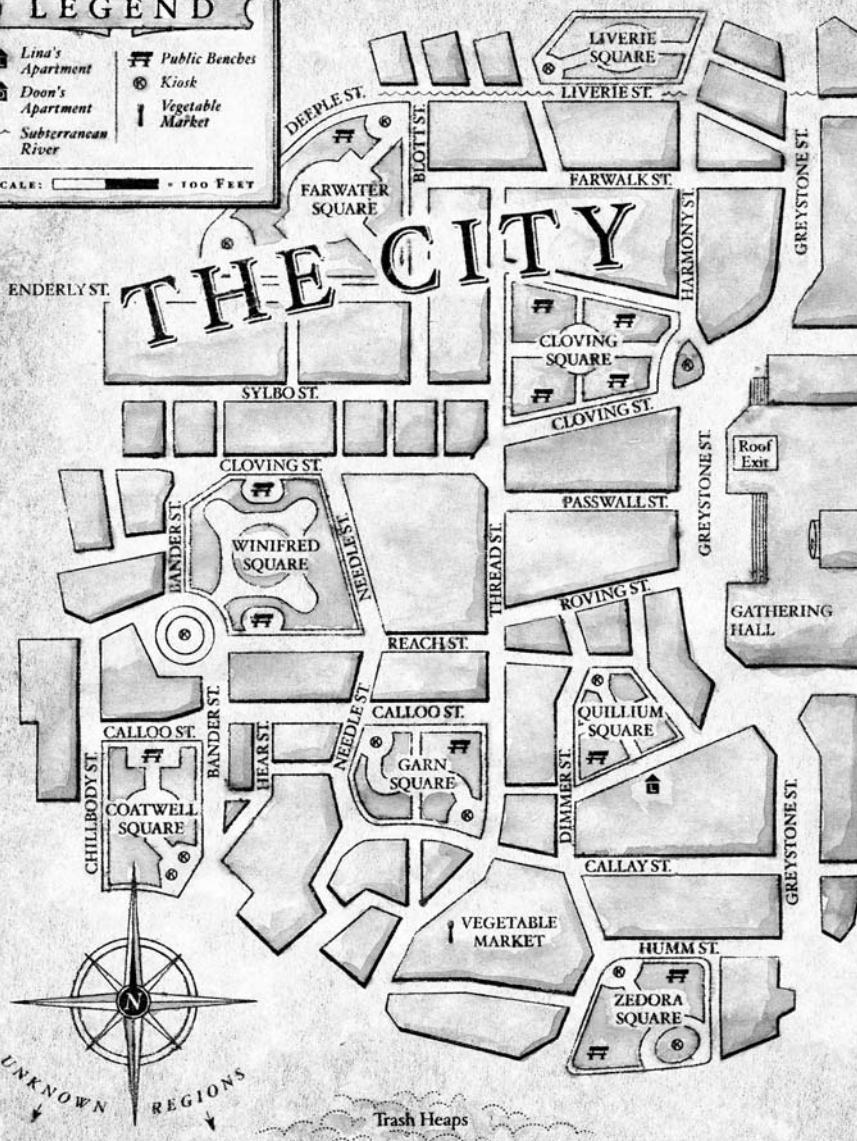 LEGEND
Lina's
Apartment
Doon's
Apartment
Subterranean
River
Public Benches
K
Kiosk
Vegetable
Market
CALE:
= 100 FEET
LIVERIE
SQUARE
K
LIVERIE ST.
DEEPLE ST.
K
BLOTT ST.
FARWATER
SQUARE
K
FARWALK ST.
HARMONY ST.
GREYSTONE ST.
THE CITY
ENDERLY ST.
CLOVING
SQUARE
K
SYLBO ST.
CLOVING ST.
CLOVING ST.
GREYSTONE ST.
Roof
Exit
BANDER ST.
WINIFRED
SQUARE
NEEDLE ST.
THREAD ST.
PASSWALL ST.
ROVING ST.
GATHERING
HALL
K
REACH ST.
BANDER ST.
CALLOO ST.
HEAR ST.
NEEDLE ST.
CALLOO ST.
K
GARN
SQUARE
K
K
QUILLIUM
SQUARE
L
DIMMER ST.
CHILLBODY ST.
COATWELL
SQUARE
K
K
GREYSTONE ST.
CALLAY ST.
VEGETABLE
MARKET
HUMM ST.
K
ZEDORA
SQUARE
K
N
UNKNOWN REGIONS
Trash Heaps